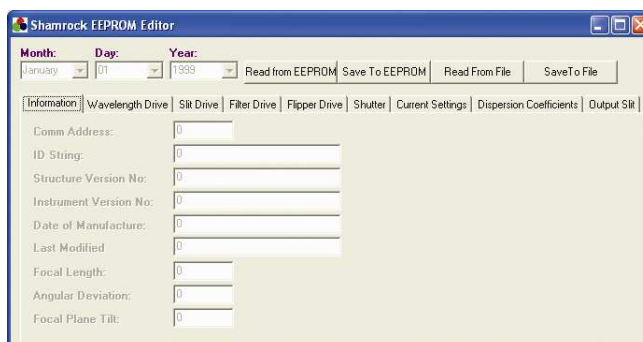 Shamrock EEPROM Editor
Month: Day: Year:
January 01 1999 Read from EEPROM Save To EEPROM Read From File SaveTo File
Information Wavelength Drive Slit Drive Filter Drive Flipper Drive Shutter Current Settings Dispersion Coefficients Output Slit
Comm Address: 0
ID String: 0
Structure Version No: 0
Instrument Version No: 0
Date of Manufacture: 0
Last Modified 0
Focal Length: 0
Angular Deviation: 0
Focal Plane Tilt: 0